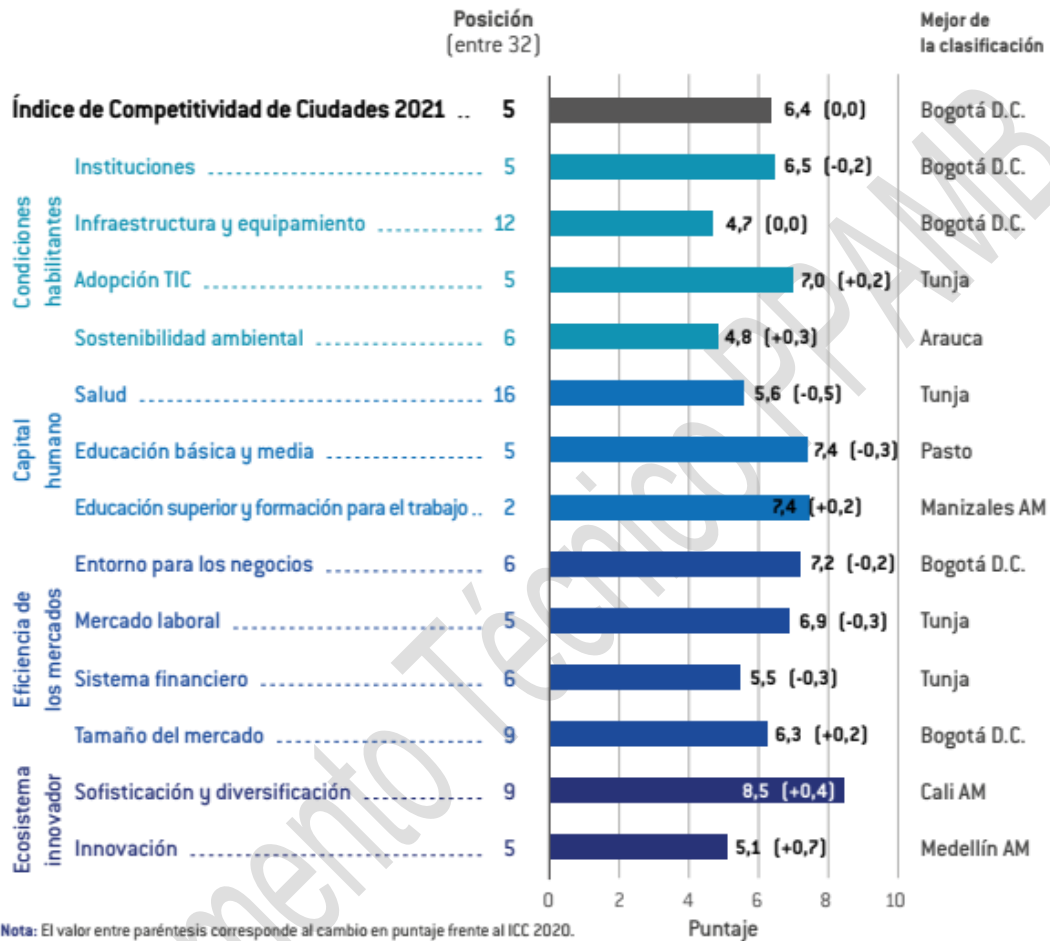 Posición
(entre 32)
Mejor de
la clasificación
Índice de Competitividad de Ciudades 2021 .. 5 6,4 (0,0) Bogotá D.C.
Condiciones
habilitantes
Instituciones 5 6,5 (-0,2) Bogotá D.C.
Infraestructura y equipamiento 12 4,7 (0,0) Bogotá D.C.
Adopción TIC 5 7,0 (+0,2) Tunja
Sostenibilidad ambiental 6 4,8 (+0,3) Arauca
Capital
humano
Salud 16 5,6 (-0,5) Tunja
Educación básica y media 5 7,4 (-0,3) Pasto
Educación superior y formación para el trabajo .. 2 7,4 (+0,2) Manizales AM
Eficiencia de
los mercados
Entorno para los negocios 6 7,2 (-0,2) Bogotá D.C.
Mercado laboral 5 6,9 (-0,3) Tunja
Sistema financiero 6 5,5 (-0,3) Tunja
Tamaño del mercado 9 6,3 (+0,2) Bogotá D.C.
Ecosistema
innovador
Sofisticación y diversificación 9 8,5 (+0,4) Cali AM
Innovación 5 5,1 (+0,7) Medellín AM
0 2 4 6 8 10
Puntaje
Nota: El valor entre paréntesis corresponde al cambio en puntaje frente al ICC 2020.
mento Técnico PPAMB